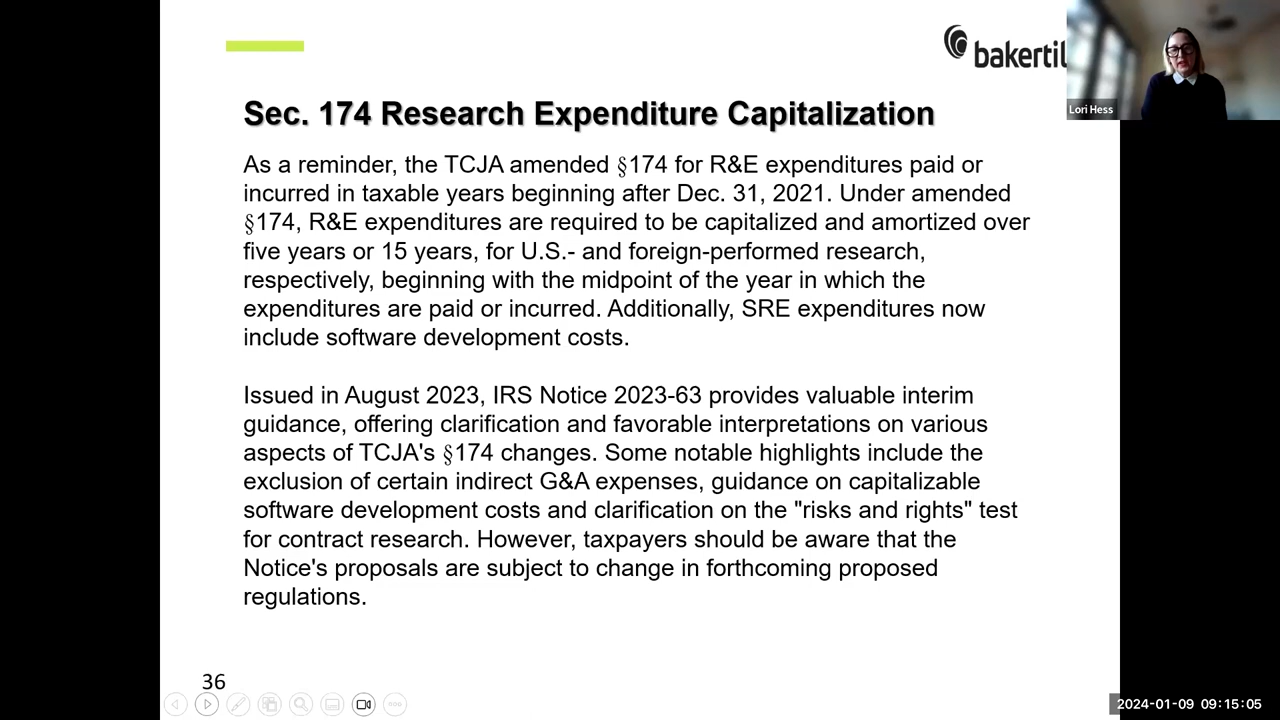 bakertil
Lori Hess
Sec. 174 Research Expenditure Capitalization
As a reminder, the TCJA amended §174 for R&E expenditures paid or
incurred in taxable years beginning after Dec. 31, 2021. Under amended
§174, R&E expenditures are required to be capitalized and amortized over
five years or 15 years, for U.S.- and foreign-performed research,
respectively, beginning with the midpoint of the year in which the
expenditures are paid or incurred. Additionally, SRE expenditures now
include software development costs.
Issued in August 2023, IRS Notice 2023-63 provides valuable interim
guidance, offering clarification and favorable interpretations on various
aspects of TCJA's §174 changes. Some notable highlights include the
exclusion of certain indirect G&A expenses, guidance on capitalizable
software development costs and clarification on the "risks and rights" test
for contract research. However, taxpayers should be aware that the
Notice's proposals are subject to change in forthcoming proposed
regulations.
36
2024-01-09 09:15:05